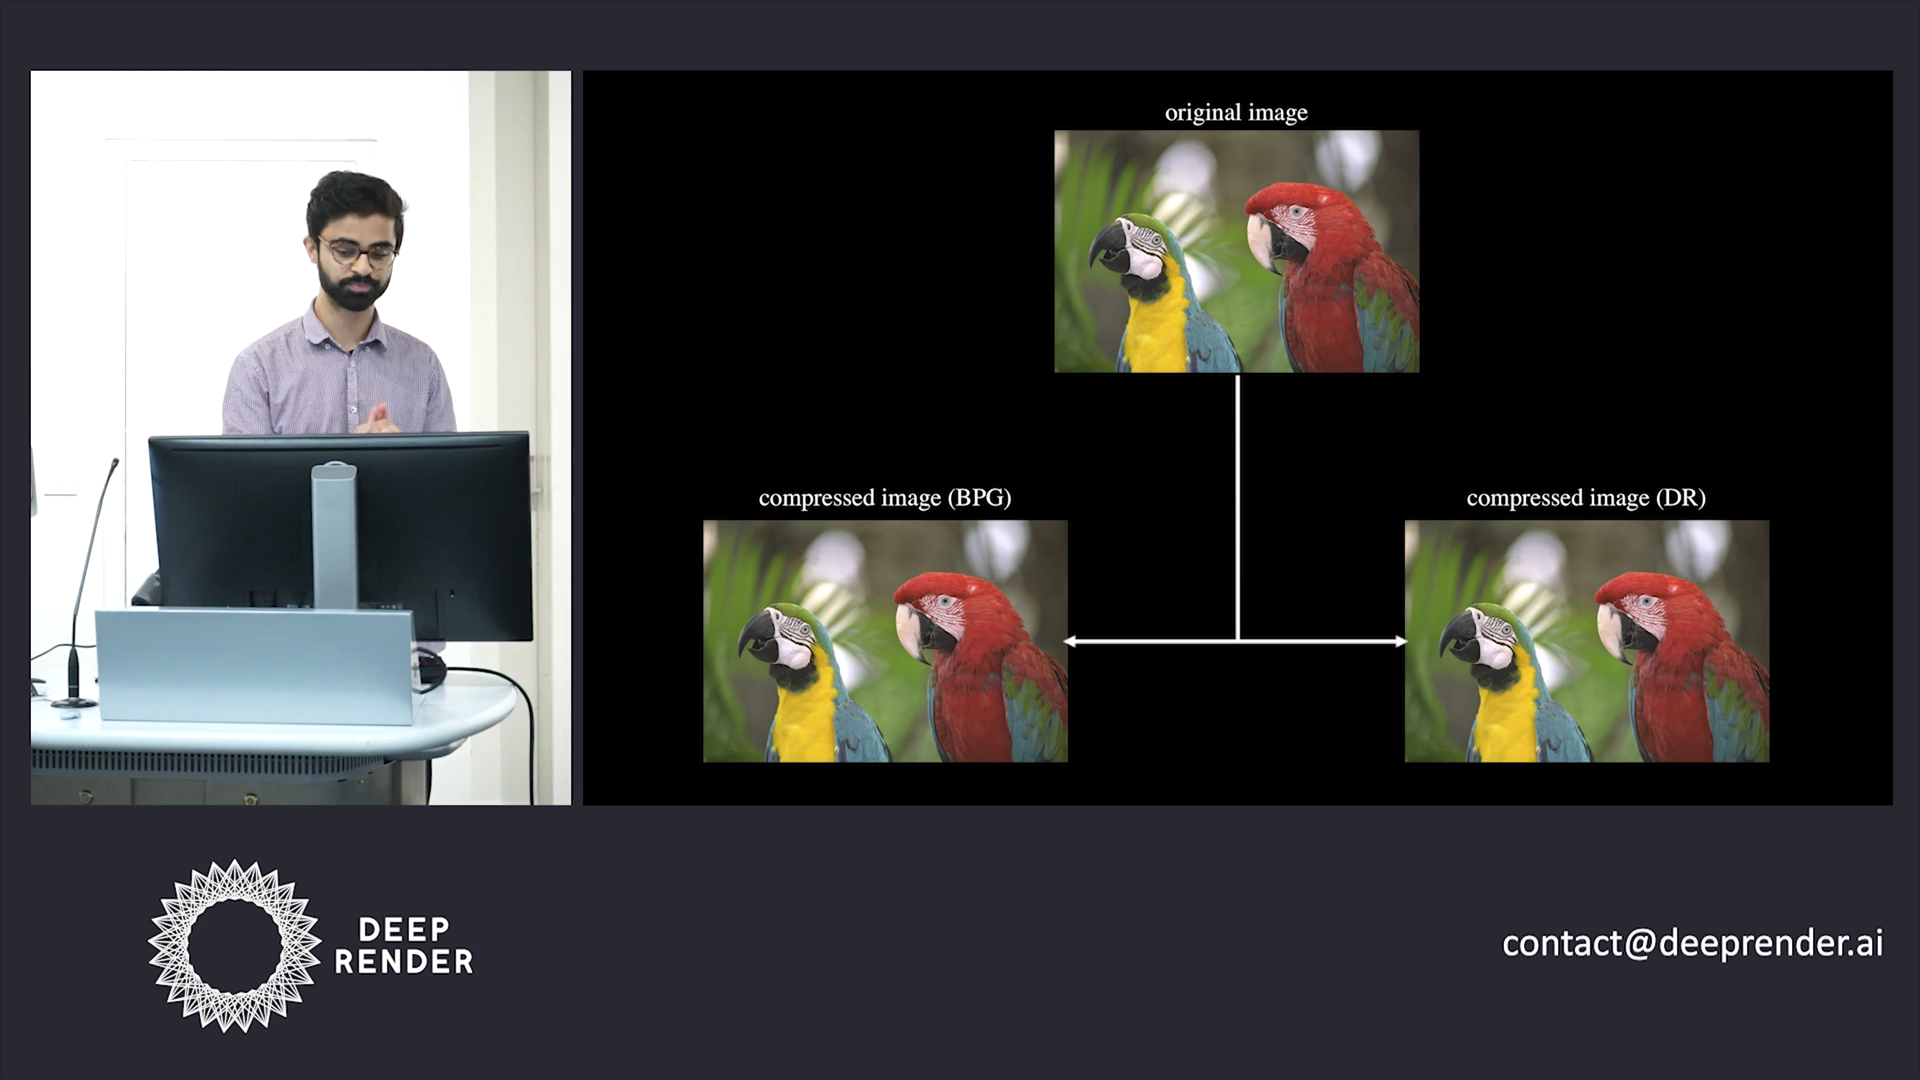 original image
compressed image (BPG)
compressed image (DR)
DEEP
RENDER
contact@deeprender.ai